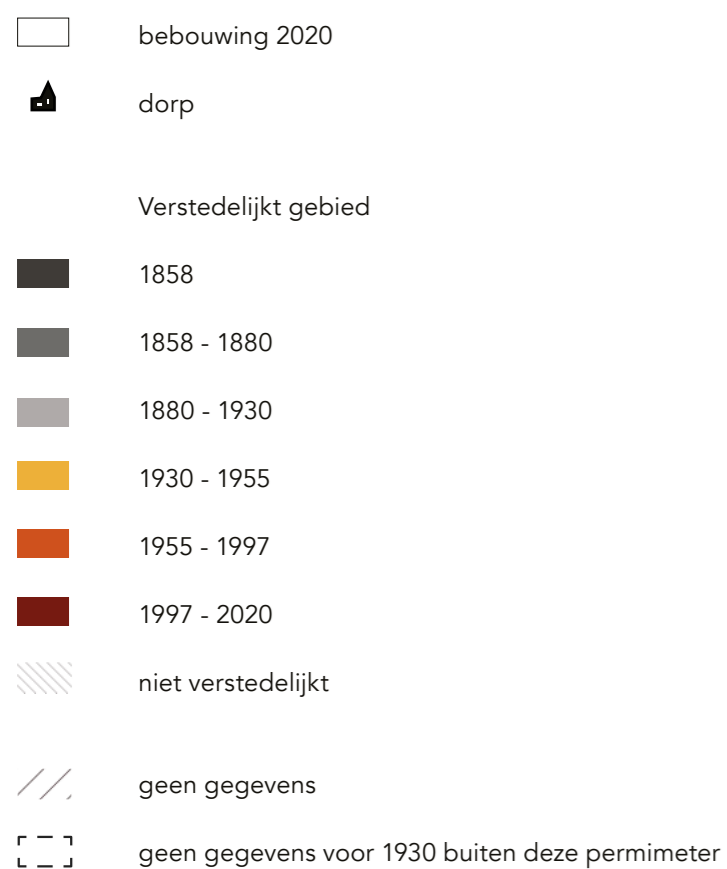 bebouwing 2020
dorp
Verstedelijkt gebied
1858
1858 - 1880
1880 - 1930
1930 - 1955
1955 - 1997
1997 - 2020
niet verstedelijkt
geen gegevens
geen gegevens voor 1930 buiten deze permimeter